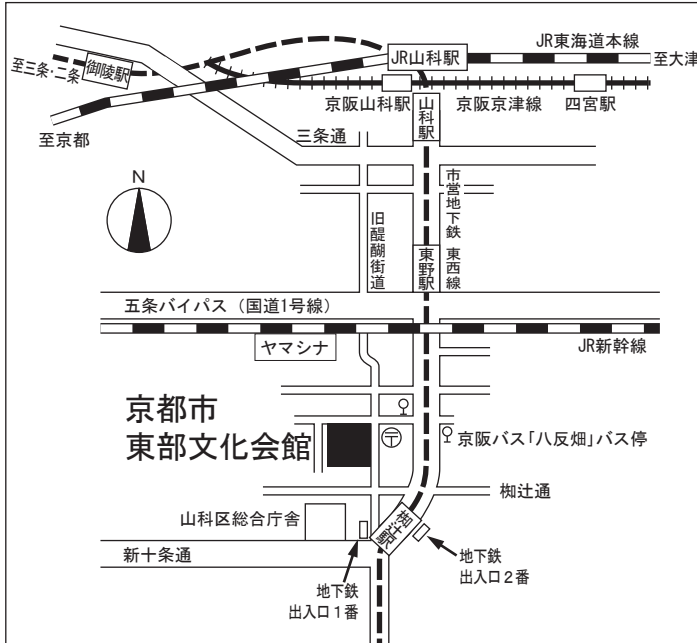 JR東海道本線
JR山科駅
至大津
至三条・二条
御陵駅
京阪山科駅
山科駅
京阪京津線
四宮駅
至京都
三条通
N
旧醍醐街道
市営地下鉄 東西線
東野駅
五条バイパス（国道1号線）
ヤマシナ
JR新幹線
京都市
東部文化会館
〒
京阪バス「八反畑」バス停
椥辻通
山科区総合庁舎
椥辻駅
新十条通
地下鉄
出入口1番
地下鉄
出入口2番